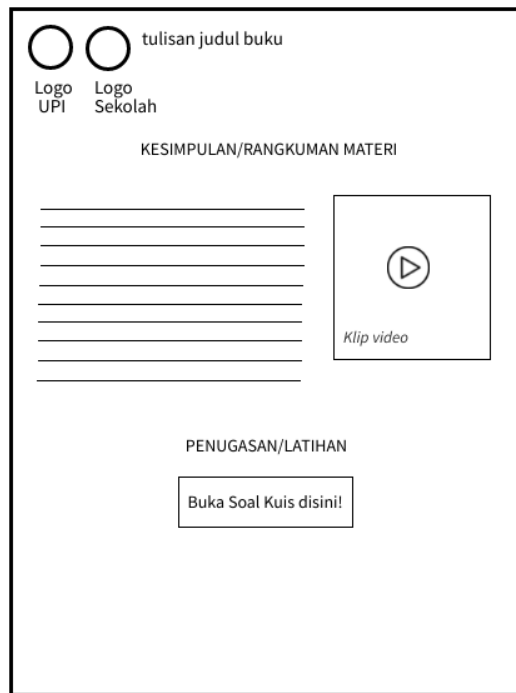 tulisan judul buku
Logo UPI
Logo Sekolah
KESIMPULAN/RANGKUMAN MATERI
Klip video
PENUGASAN/LATIHAN
Buka Soal Kuis disini!